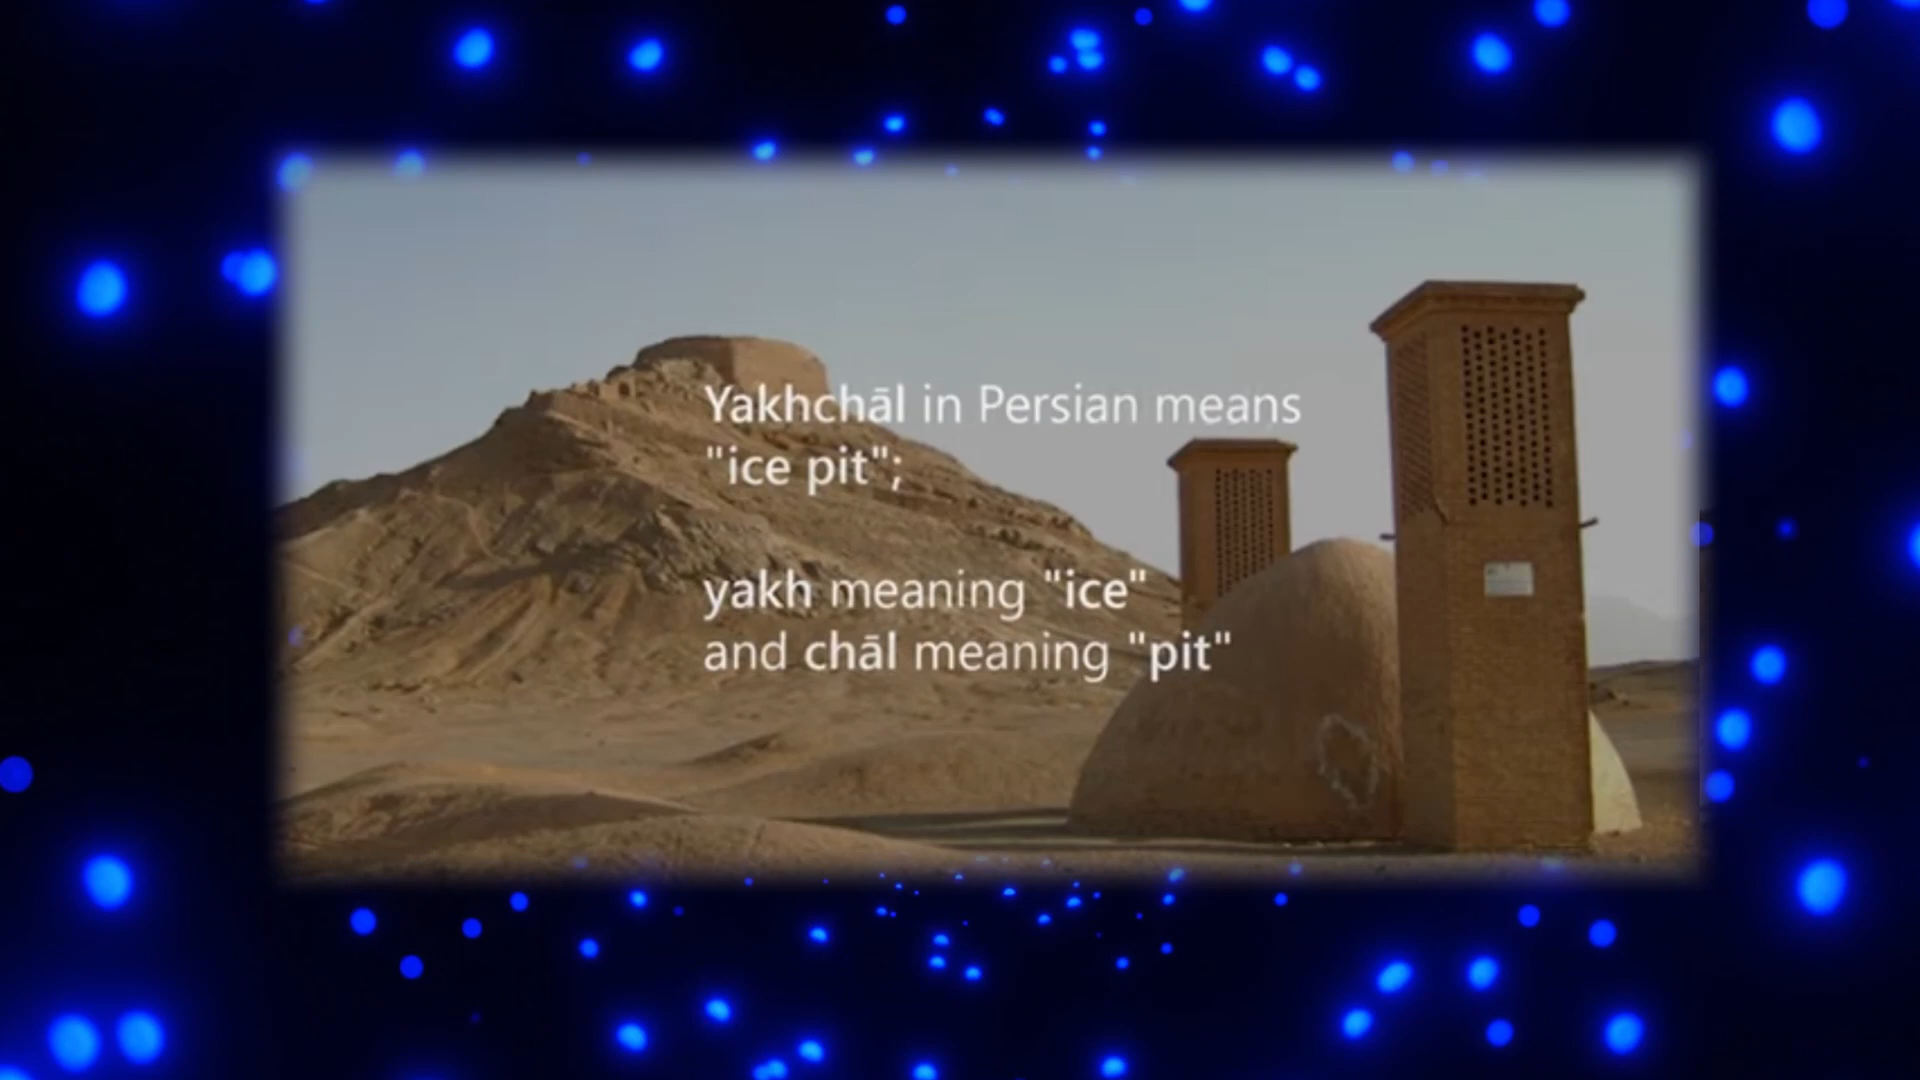 Yakhchāl in Persian means
"ice pit";
yakh meaning "ice"
and chāl meaning "pit"